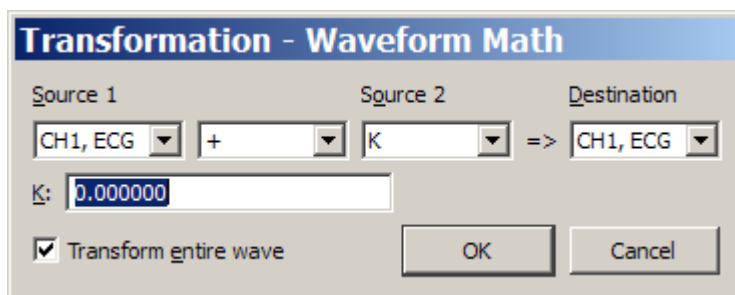 Transformation - Waveform Math
Source 1 Source 2 Destination
CH1, ECG + K => CH1, ECG
K: 0.000000
Transform entire wave OK Cancel